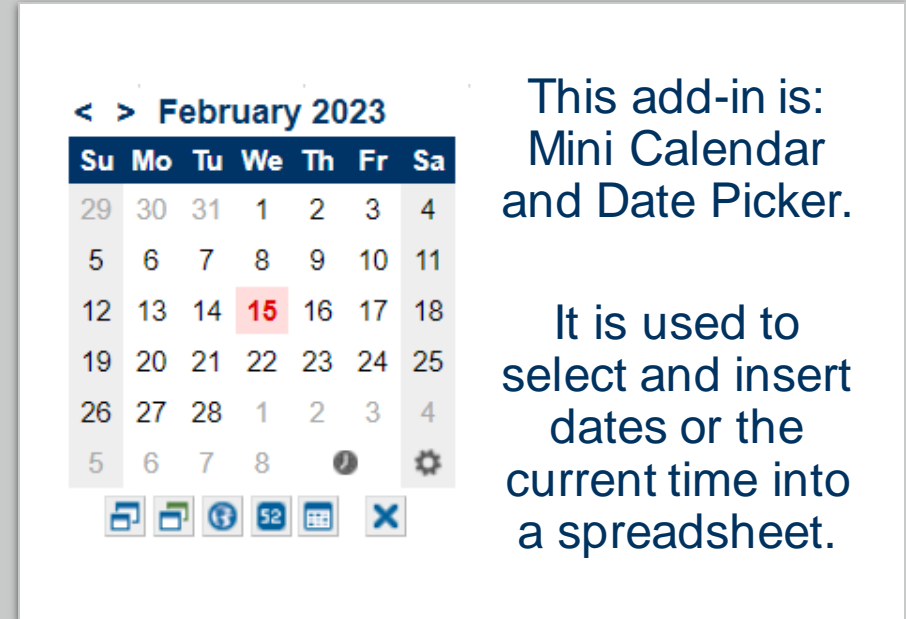 < > February 2023
Su Mo Tu We Th Fr Sa
29 30 31 1 2 3 4
5 6 7 8 9 10 11
12 13 14 15 16 17 18
19 20 21 22 23 24 25
26 27 28 1 2 3 4
5 6 7 8
52
This add-in is:
Mini Calendar
and Date Picker.
It is used to
select and insert
dates or the
current time into
a spreadsheet.